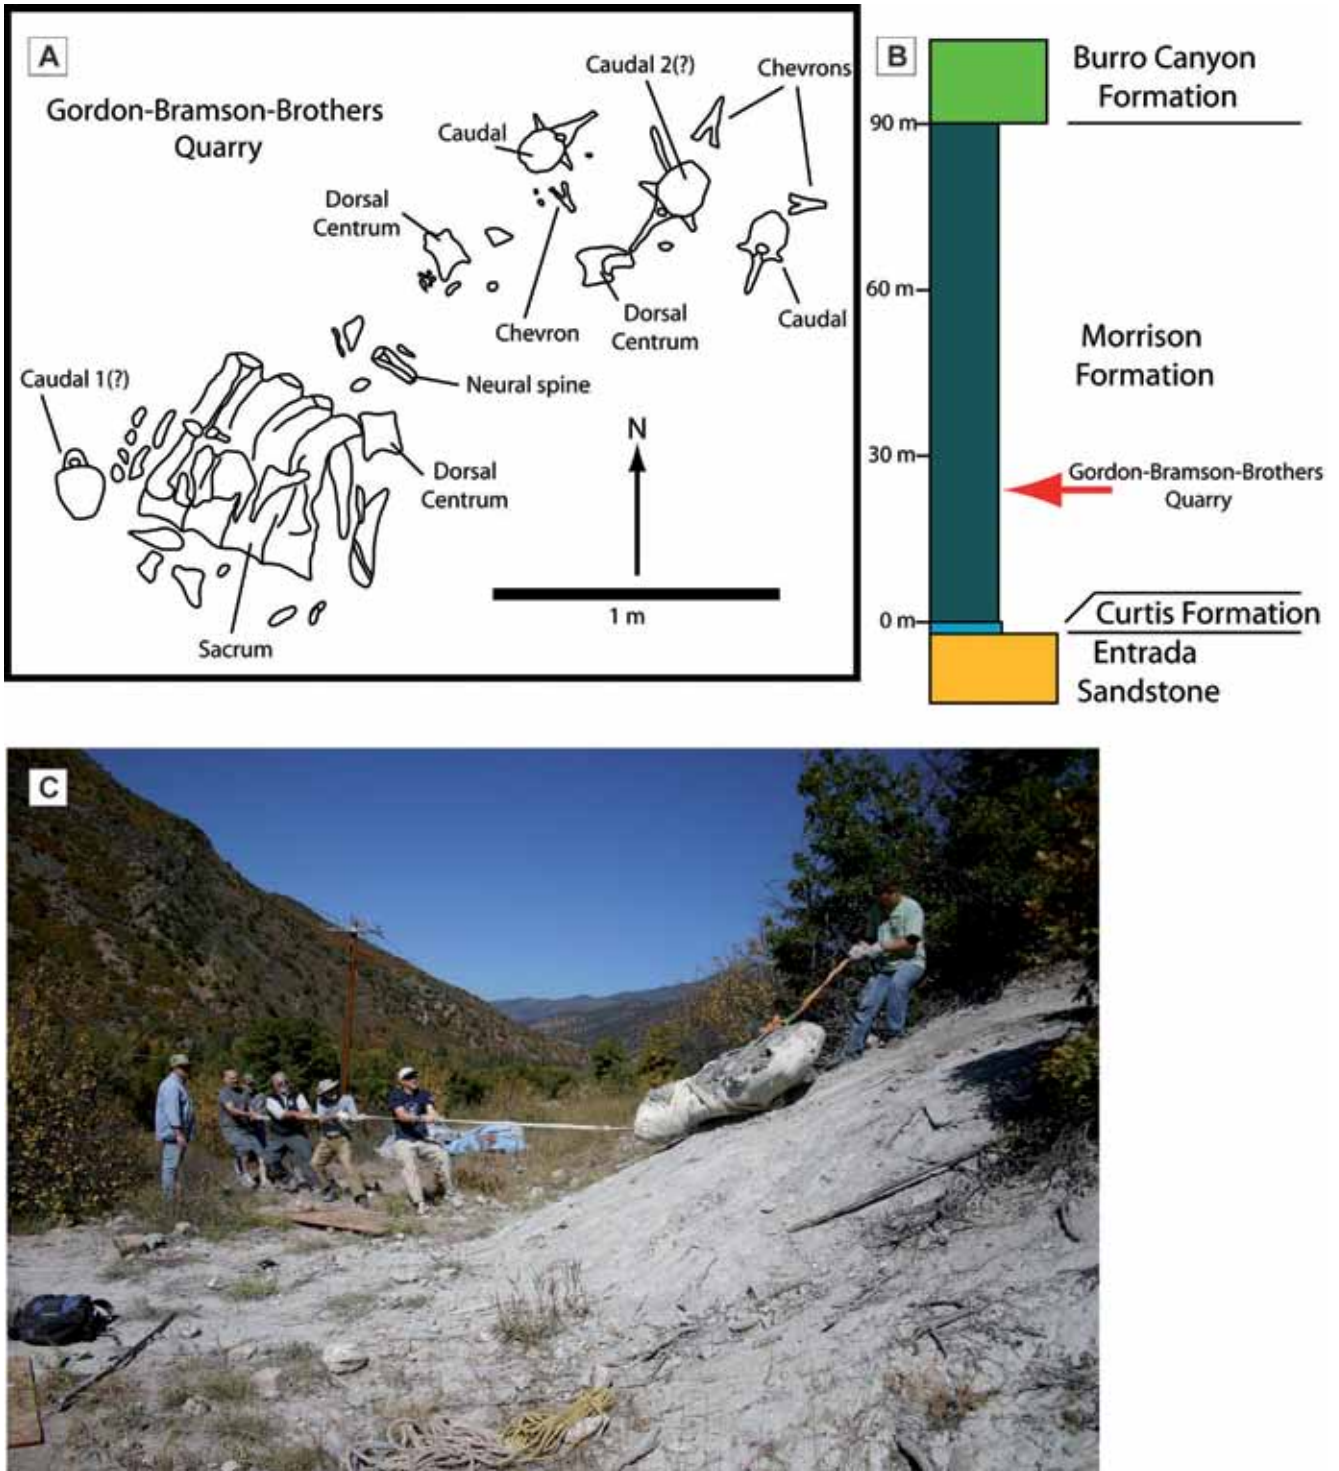 A
Gordon-Bramson-Brothers
Quarry
Caudal 2(?)
Chevrons
Caudal
Dorsal
Centrum
Chevron
Dorsal
Centrum
Caudal
Caudal 1(?)
Neural spine
Dorsal
Centrum
N
1 m
Sacrum
B
Burro Canyon
Formation
90 m
60 m
Morrison
Formation
30 m
Gordon-Bramson-Brothers
Quarry
0 m
Curtis Formation
Entrada
Sandstone
C